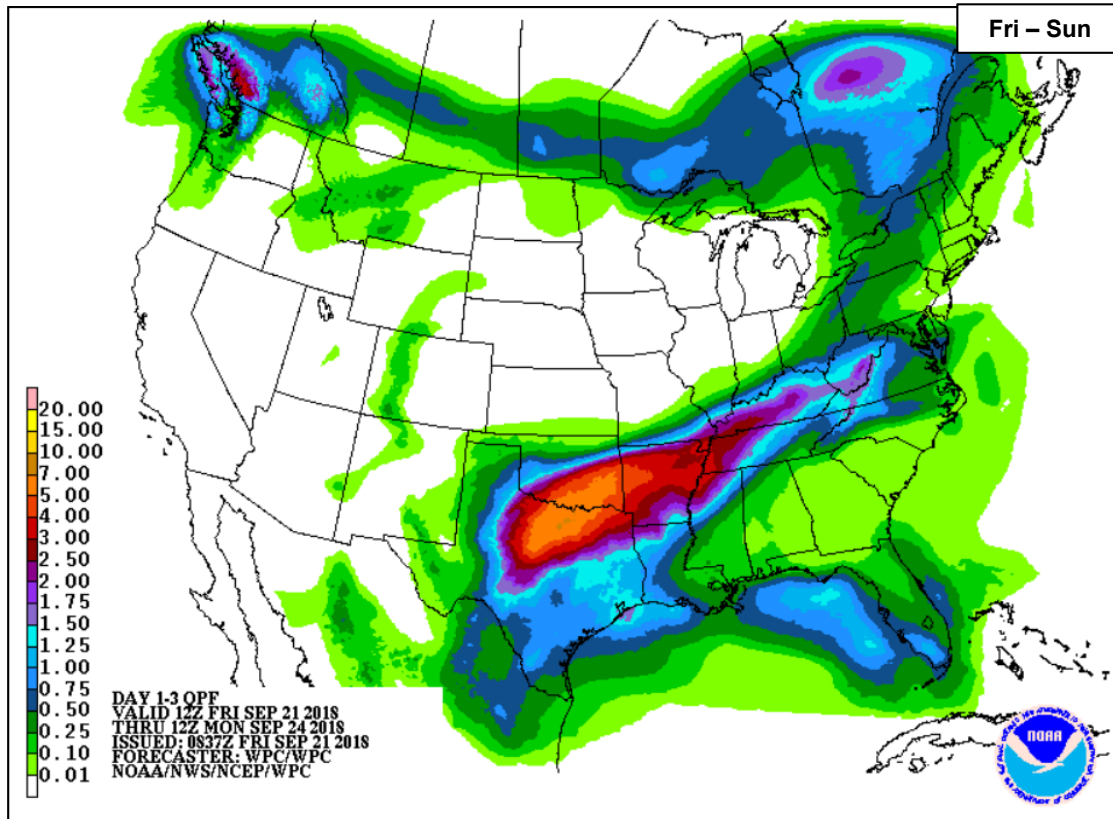 Fri – Sun
20.00
15.00
10.00
7.00
5.00
4.00
3.00
2.50
2.00
1.75
1.50
1.25
1.00
0.75
0.50
0.25
0.10
0.01
DAY 1-3 QPF
VALID 12Z FRI SEP 21 2018
THRU 12Z MON SEP 24 2018
ISSUED: 0837Z FRI SEP 21 2018
FORECASTER: WPC/WPC
NOAA/NWS/NCEP/WPC
NOAA